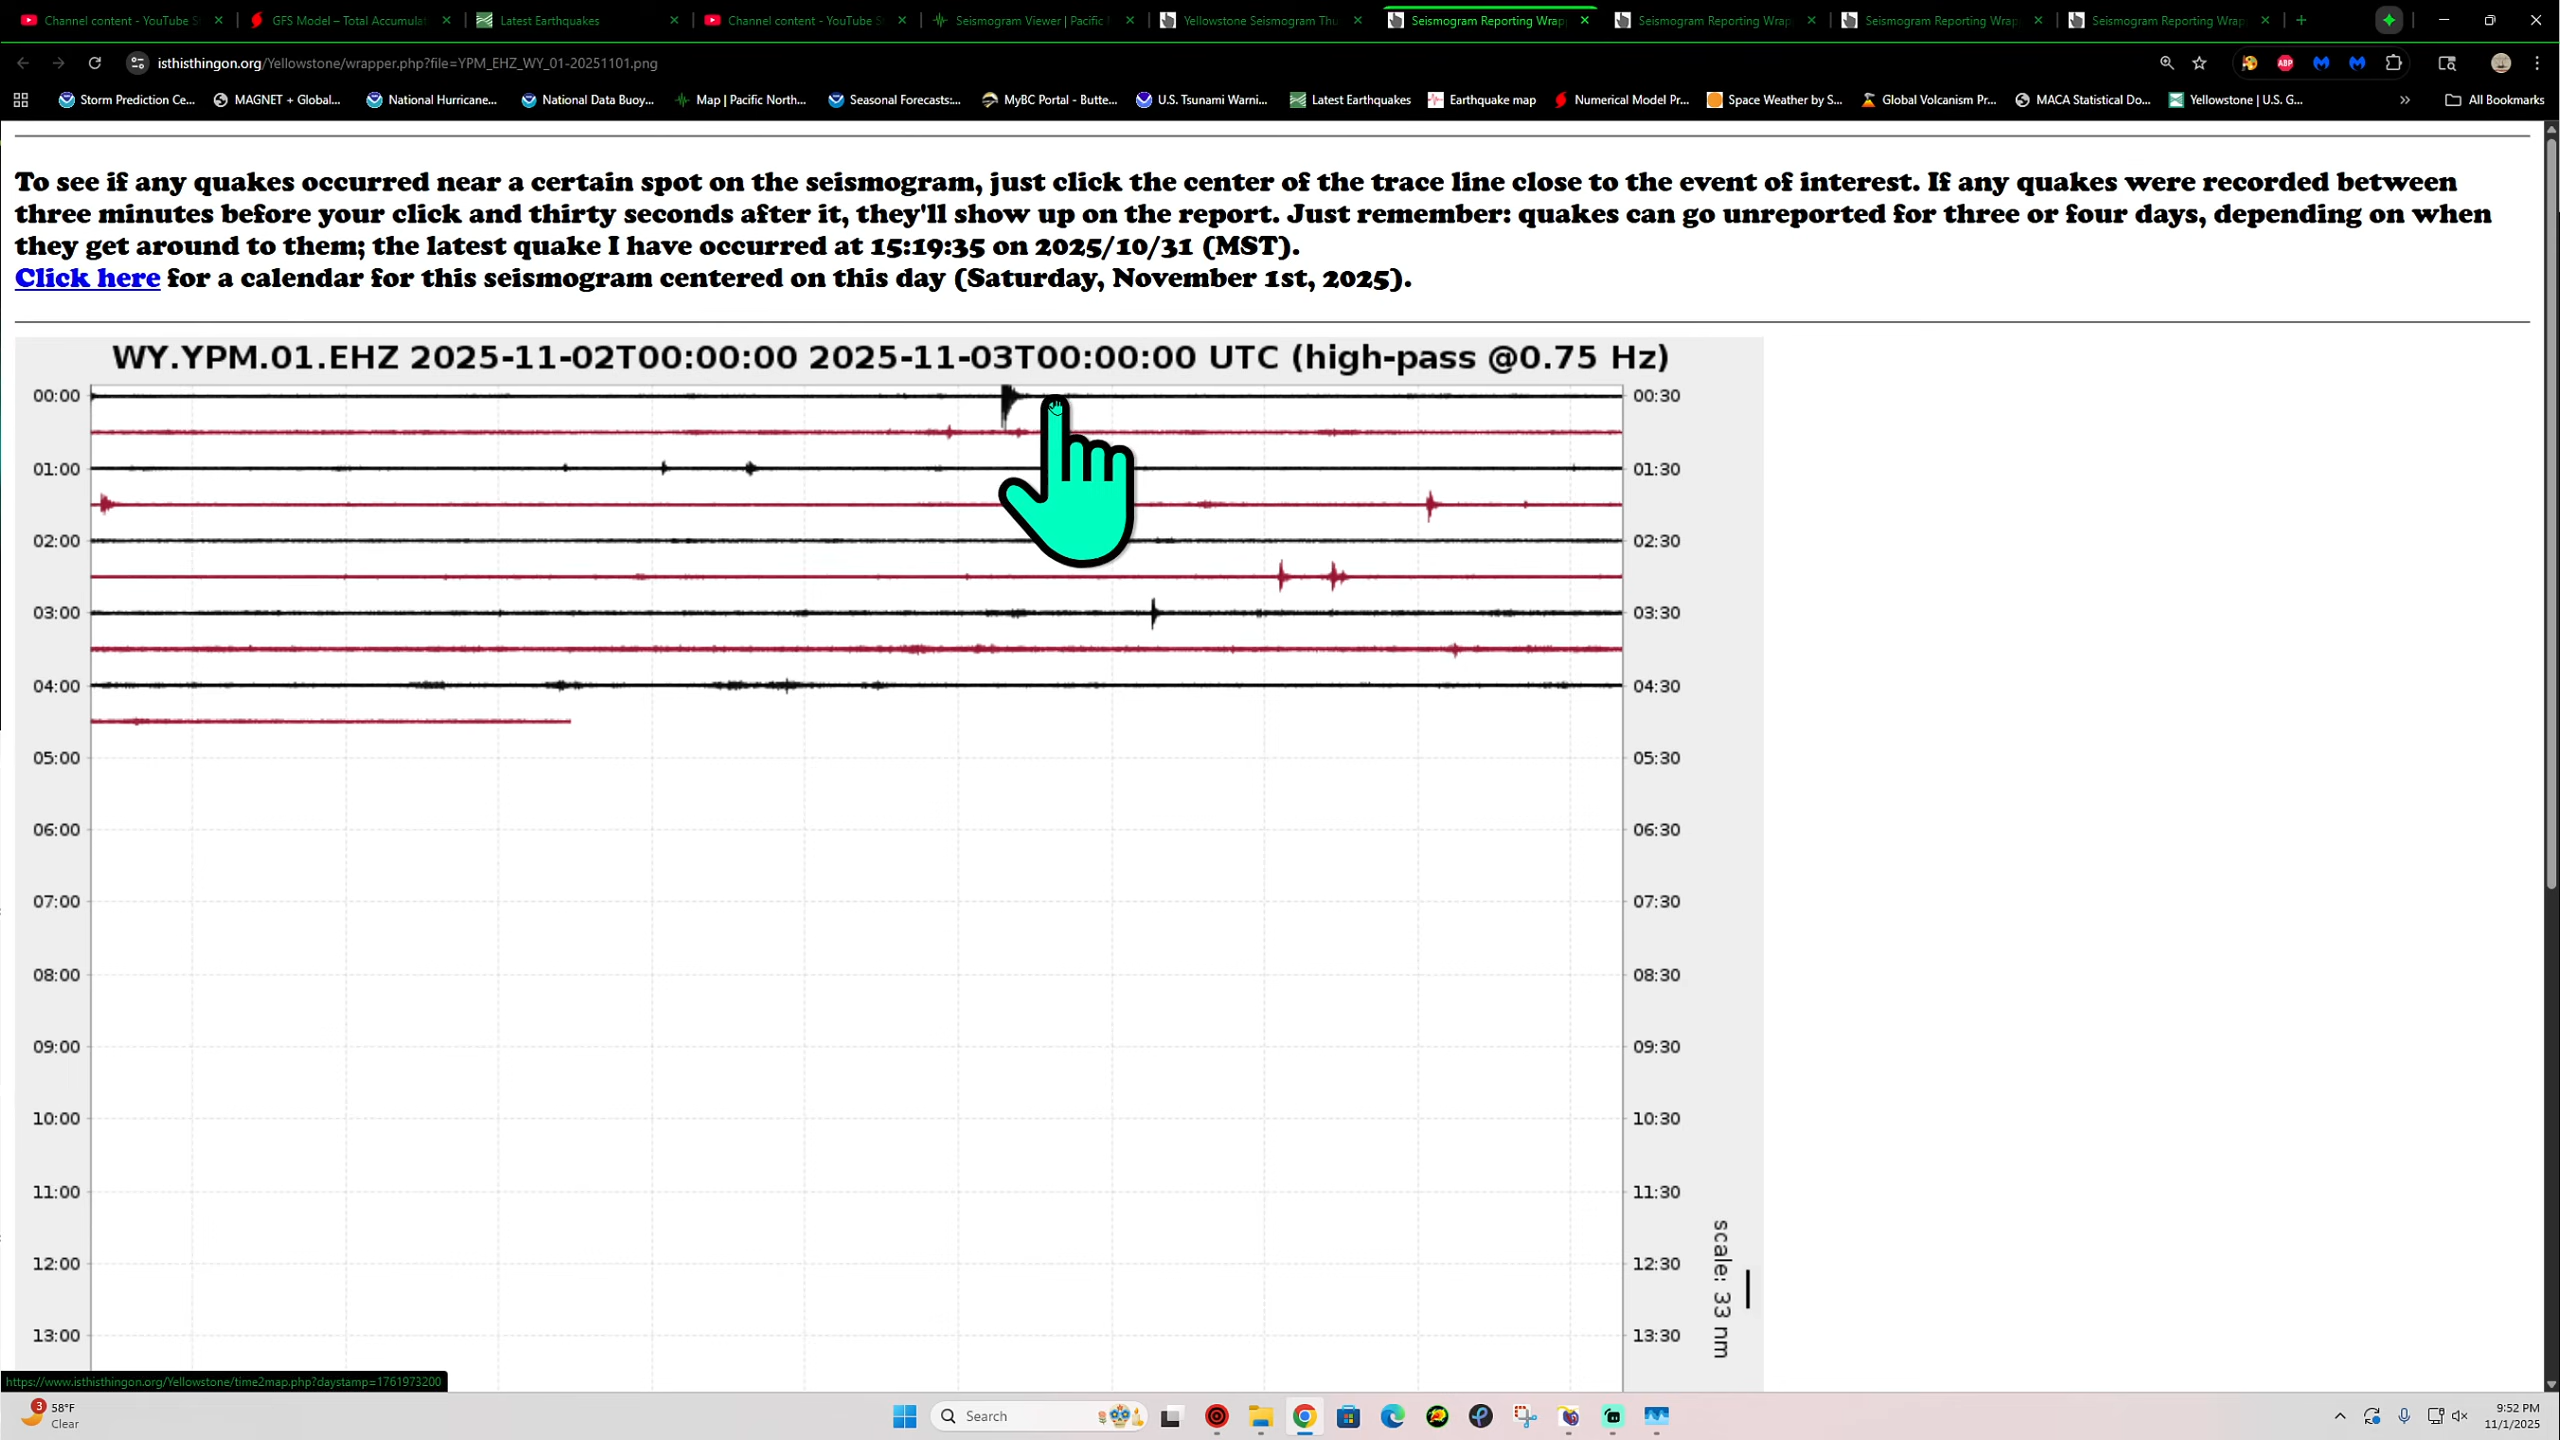 Channel content - YouTube S
GFS Model – Total Accumulat
Latest Earthquakes
Channel content - YouTube S
Seismogram Viewer | Pacific
Yellowstone Seismogram Thu
Seismogram Reporting Wrap
Seismogram Reporting Wrap
Seismogram Reporting Wrap
Seismogram Reporting Wrap
isthisthingon.org/Yellowstone/wrapper.php?file=YPM_EHZ_WY_01-20251101.png
ABP
Storm Prediction Ce...
MAGNET + Global...
National Hurricane...
National Data Buoy...
Map | Pacific North...
Seasonal Forecasts:...
MyBC Portal - Butte...
U.S. Tsunami Warni...
Latest Earthquakes
Earthquake map
Numerical Model Pr...
Space Weather by S...
Global Volcanism Pr...
MACA Statistical Do...
Yellowstone | U.S. G...
All Bookmarks
To see if any quakes occurred near a certain spot on the seismogram, just click the center of the trace line close to the event of interest. If any quakes were recorded between
three minutes before your click and thirty seconds after it, they'll show up on the report. Just remember: quakes can go unreported for three or four days, depending on when
they get around to them; the latest quake I have occurred at 15:19:35 on 2025/10/31 (MST).
Click here for a calendar for this seismogram centered on this day (Saturday, November 1st, 2025).
WY.YPM.01.EHZ 2025-11-02T00:00:00 2025-11-03T00:00:00 UTC (high-pass @0.75 Hz)
00:00 00:30
01:00 01:30
02:00 02:30
03:00 03:30
04:00 04:30
05:00 05:30
06:00 06:30
07:00 07:30
08:00 08:30
09:00 09:30
10:00 10:30
11:00 11:30
12:00 12:30
13:00 13:30
scale: 33 nm
https://www.isthisthingon.org/Yellowstone/time2map.php?daystamp=1761973200
3
58°F
Clear
Search
9:52 PM
11/1/2025